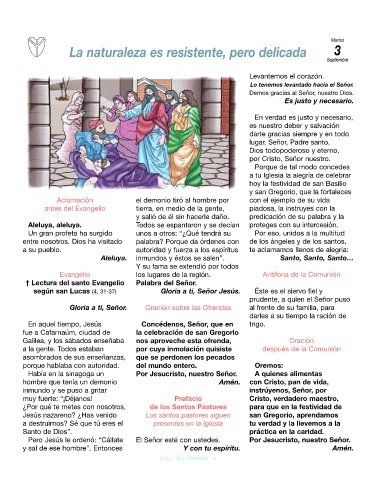 La naturaleza es resistente, pero delicada
Martes
3
Septiembre
Aclamación
antes del Evangelio
Aleluya, aleluya.
Un gran profeta ha surgido
entre nosotros. Dios ha visitado
a su pueblo.
Aleluya.
Evangelio
† Lectura del santo Evangelio
según san Lucas (4, 31-37)
Gloria a ti, Señor.
En aquel tiempo, Jesús
fue a Cafarnaúm, ciudad de
Galilea, y los sábados enseñaba
a la gente. Todos estaban
asombrados de sus enseñanzas,
porque hablaba con autoridad.
Había en la sinagoga un
hombre que tenía un demonio
inmundo y se puso a gritar
muy fuerte: “¡Déjanos!
¿Por qué te metes con nosotros,
Jesús nazareno? ¿Has venido
a destruirnos? Sé que tú eres el
Santo de Dios”.
Pero Jesús le ordenó: “Cállate
y sal de ese hombre”. Entonces
el demonio tiró al hombre por
tierra, en medio de la gente,
y salió de él sin hacerle daño.
Todos se espantaron y se decían
unos a otros: “¿Qué tendrá su
palabra? Porque da órdenes con
autoridad y fuerza a los espíritus
inmundos y éstos se salen”.
Y su fama se extendió por todos
los lugares de la región.
Palabra del Señor.
Gloria a ti, Señor Jesús.
Oración sobre las Ofrendas
Concédenos, Señor, que en
la celebración de san Gregorio
nos aproveche esta ofrenda,
por cuya inmolación quisiste
que se perdonen los pecados
del mundo entero.
Por Jesucristo, nuestro Señor.
Amén.
Prefacio
de los Santos Pastores
Los santos pastores siguen
presentes en la Iglesia
El Señor esté con ustedes.
Y con tu espíritu.
Levantemos el corazón.
Lo tenemos levantado hacia el Señor.
Demos gracias al Señor, nuestro Dios.
Es justo y necesario.
En verdad es justo y necesario,
es nuestro deber y salvación
darte gracias siempre y en todo
lugar, Señor, Padre santo,
Dios todopoderoso y eterno,
por Cristo, Señor nuestro.
Porque de tal modo concedes
a tu Iglesia la alegría de celebrar
hoy la festividad de san Basilio
y san Gregorio, que la fortaleces
con el ejemplo de su vida
piadosa, la instruyes con la
predicación de su palabra y la
proteges con su intercesión.
Por eso, unidos a la multitud
de los ángeles y de los santos,
te aclamamos llenos de alegría:
Santo, Santo, Santo…
Antífona de la Comunión
Éste es el siervo fiel y
prudente, a quien el Señor puso
al frente de su familia, para
darles a su tiempo la ración de
trigo.
Oración
después de la Comunión
Oremos:
A quienes alimentas
con Cristo, pan de vida,
instrúyenos, Señor, por
Cristo, verdadero maestro,
para que en la festividad de
san Gregorio, aprendamos
tu verdad y la llevemos a la
práctica en la caridad.
Por Jesucristo, nuestro Señor.
Amén.